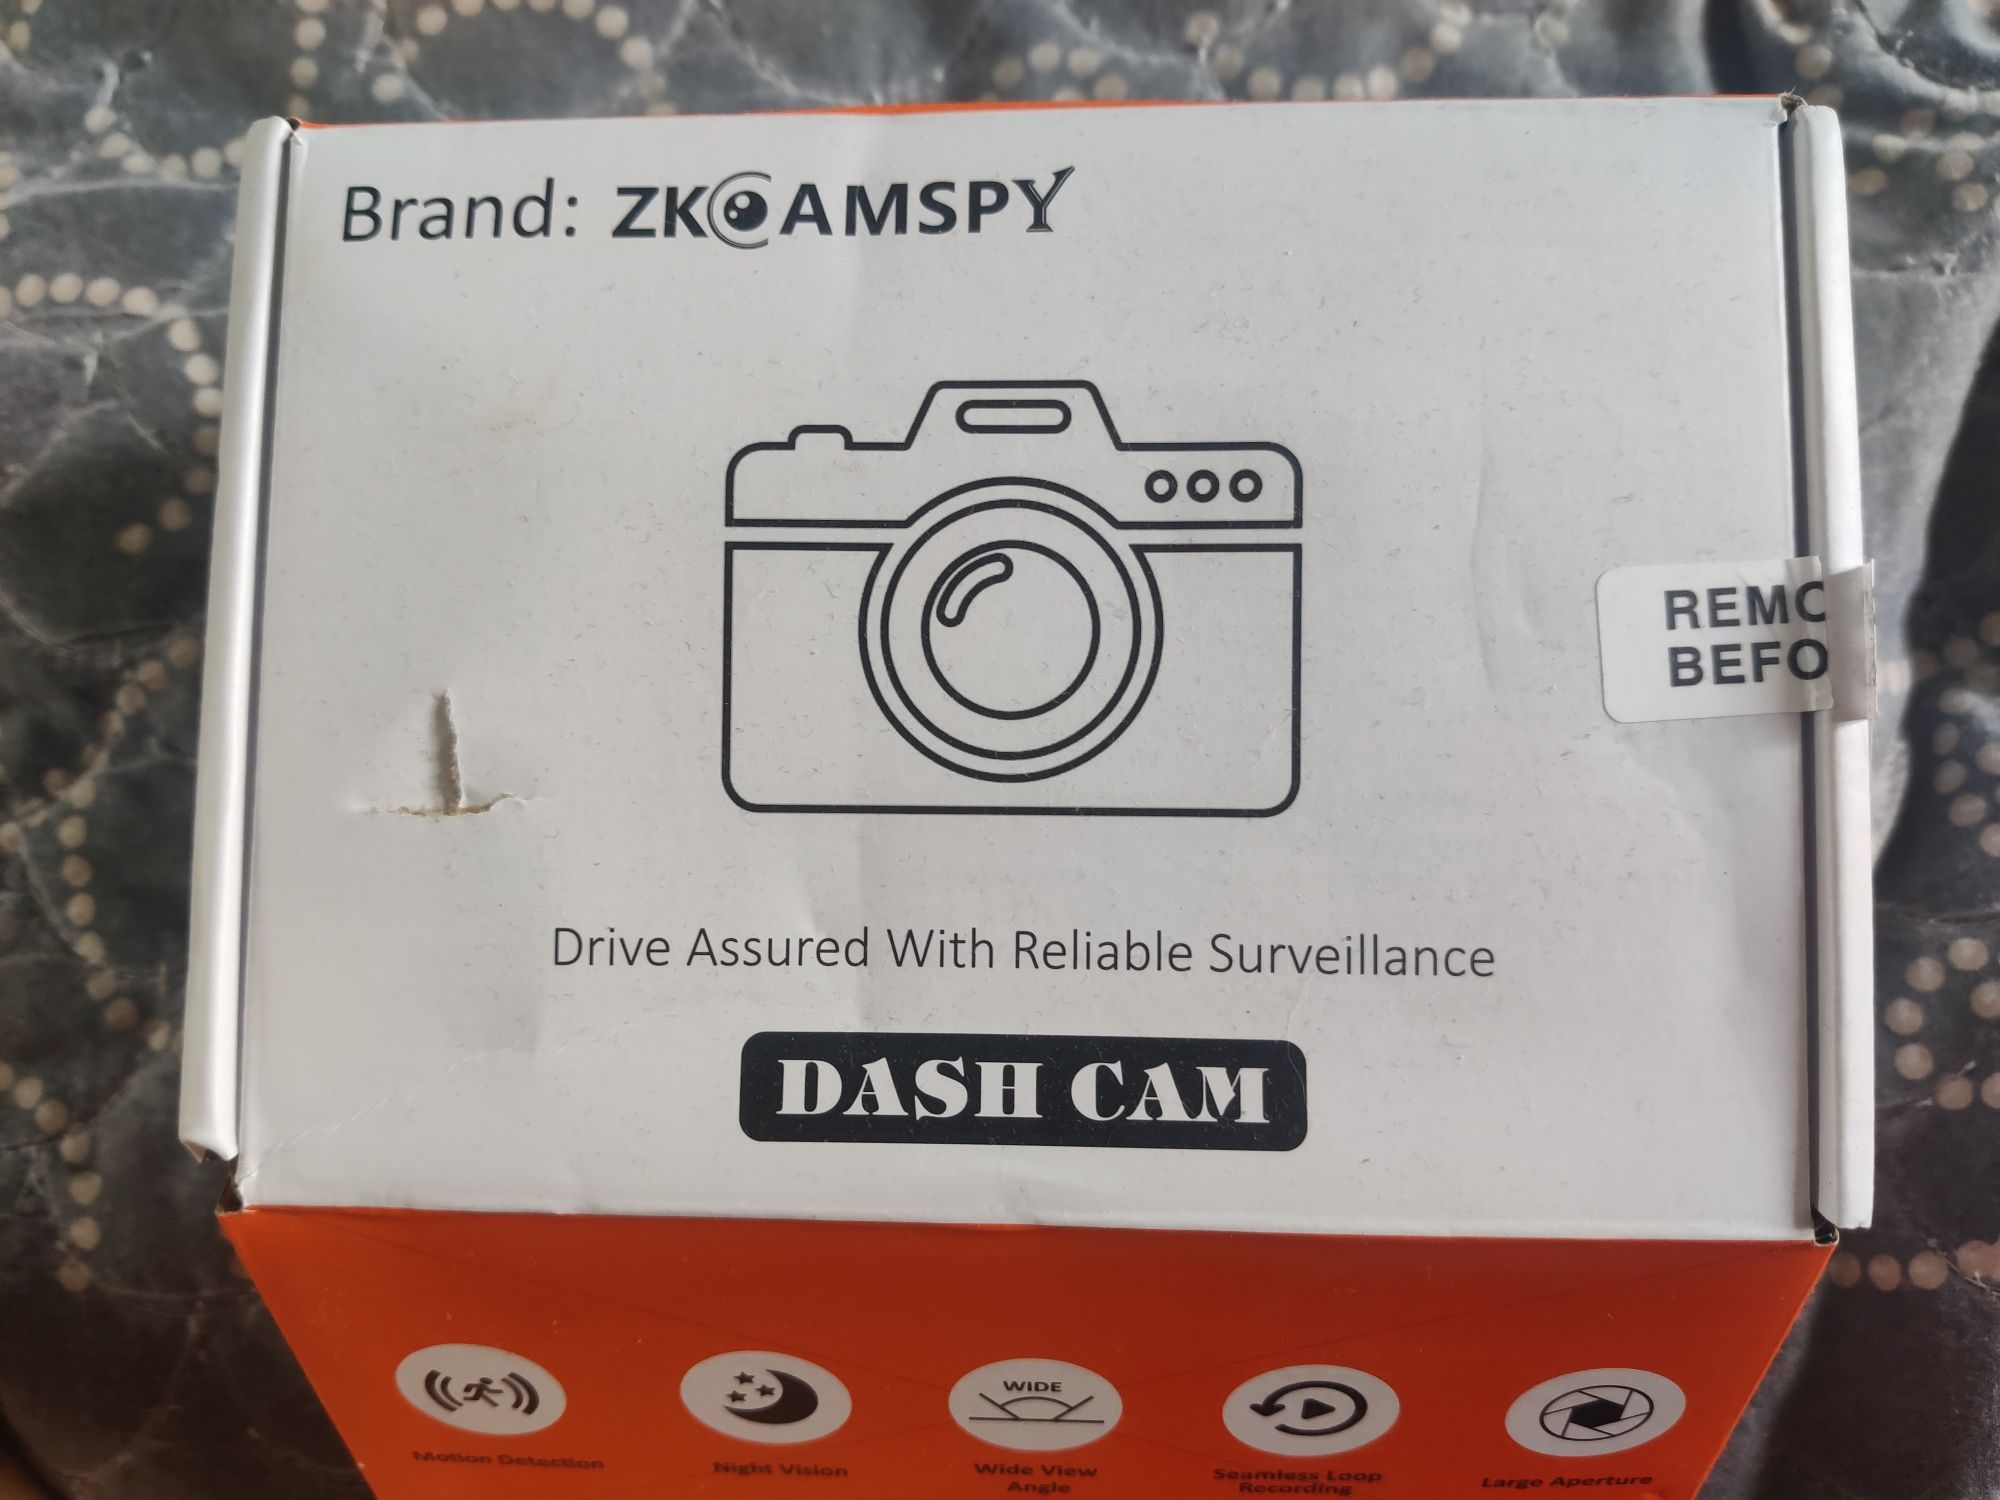 Brand: ZKCAMSPY
REMO
BEFO
Drive Assured With Reliable Surveillance
DASH CAM
WIDE
Motion Detection
Night Vision
Wide View
Angle
Seamless Loop
Recording
Large Aperture